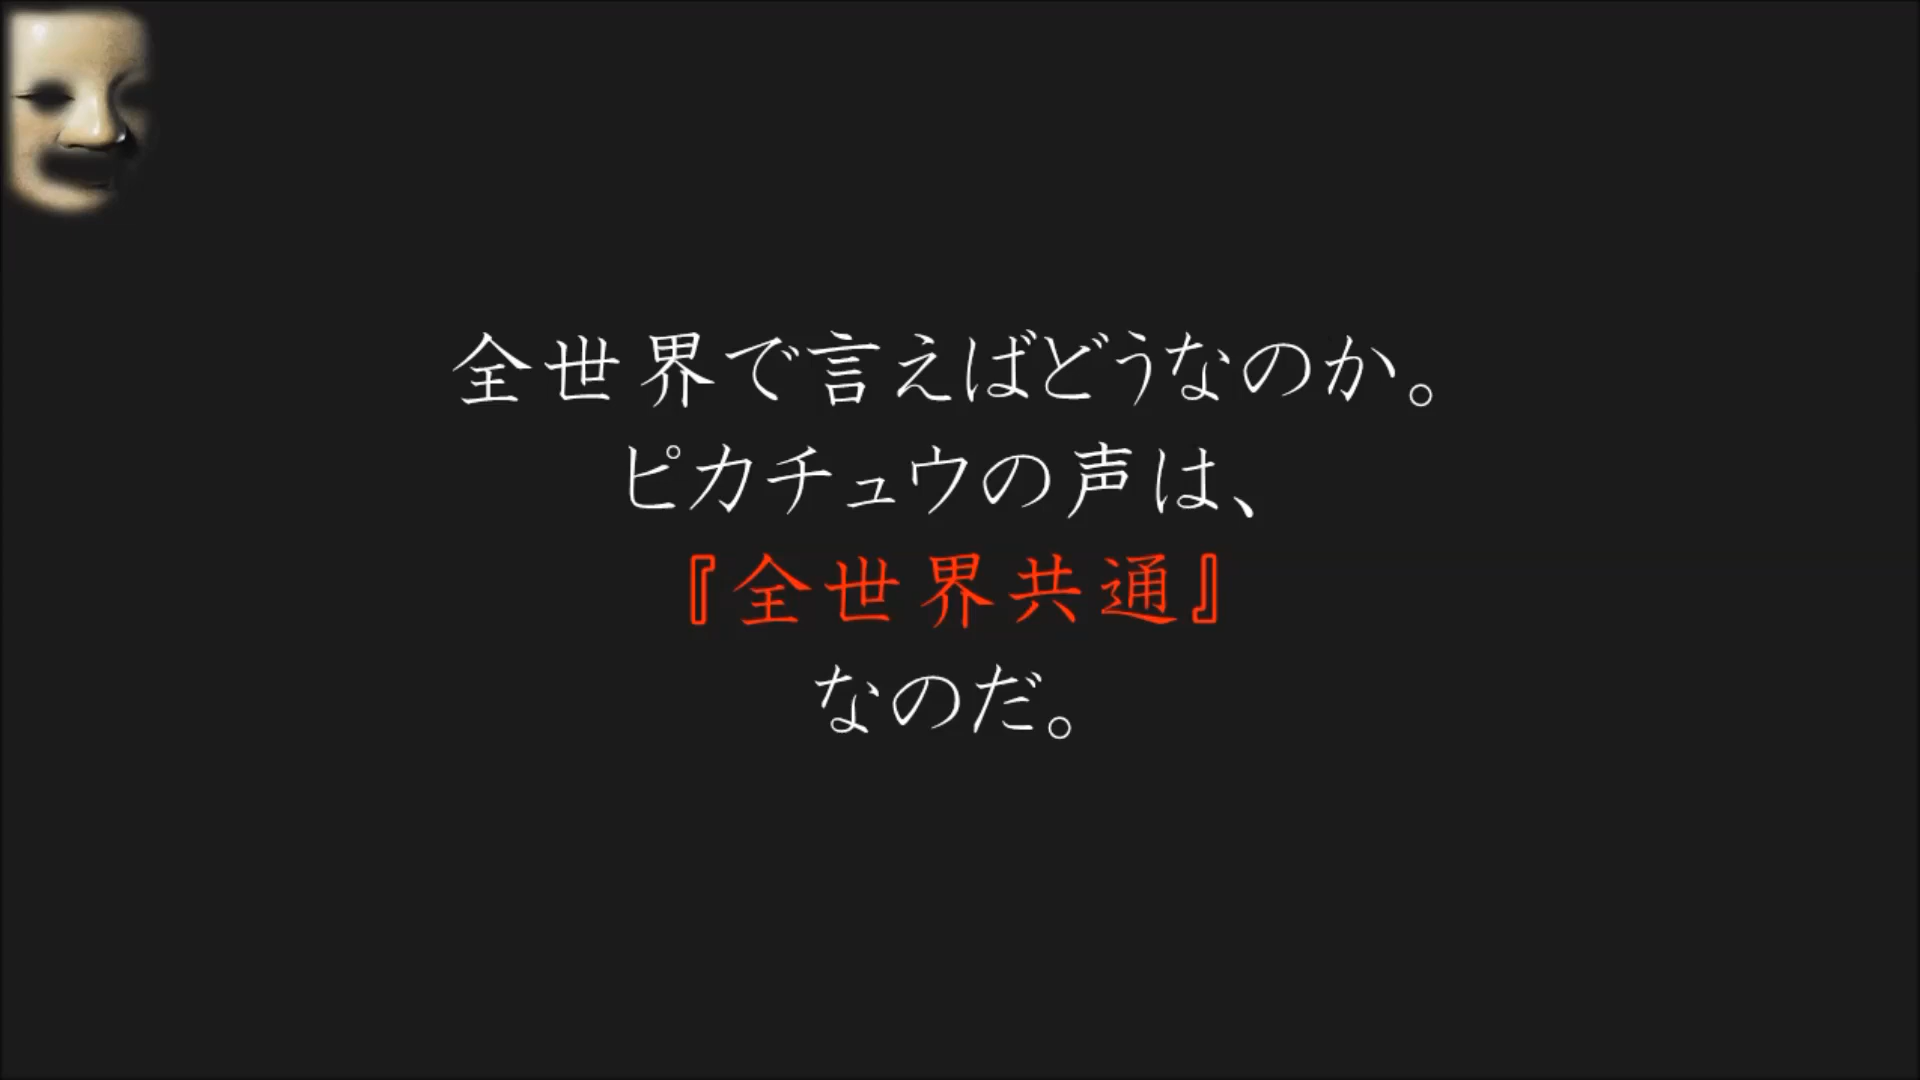 全世界で言えばどうなのか。
ピカチュウの声は、
『全世界共通』
なのだ。